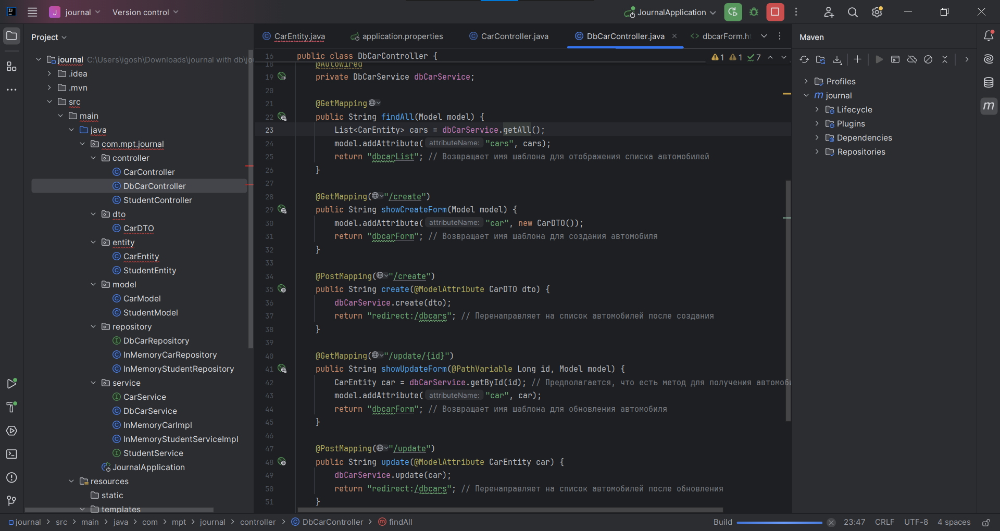 J journal Version control JournalApplication
Project
journal C:\Users\igosh\Downloads\journal with db\jo
.idea
.mvn
src
main
java
com.mpt.journal
controller
CarController
DbCarController
StudentController
dto
CarDTO
entity
CarEntity
StudentEntity
model
CarModel
StudentModel
repository
DbCarRepository
InMemoryCarRepository
InMemoryStudentRepository
service
CarService
DbCarService
InMemoryCarImpl
InMemoryStudentServiceImpl
StudentService
JournalApplication
resources
static
templates
CarEntity.java application.properties CarController.java DbCarController.java dbcarForm.ht
16 public class DbCarController {
1 1 7
18 @Autowired
19 private DbCarService dbCarService;
20
21 @GetMapping
22 public String findAll(Model model) {
23 List<CarEntity> cars = dbCarService.getAll();
24 model.addAttribute( attributeName: "cars", cars);
25 return "dbcarList"; // Возвращает имя шаблона для отображения списка автомобилей
26 }
27
28 @GetMapping("/create")
29 public String showCreateForm(Model model) {
30 model.addAttribute( attributeName: "car", new CarDTO());
31 return "dbcarForm"; // Возвращает имя шаблона для создания автомобиля
32 }
33
34 @PostMapping("/create")
35 public String create(@ModelAttribute CarDTO dto) {
36 dbCarService.create(dto);
37 return "redirect:/dbcars"; // Перенаправляет на список автомобилей после создания
38 }
39
40 @GetMapping("/update/{id}")
41 public String showUpdateForm(@PathVariable Long id, Model model) {
42 CarEntity car = dbCarService.getById(id); // Предполагается, что есть метод для получения автомоби
43 model.addAttribute( attributeName: "car", car);
44 return "dbcarForm"; // Возвращает имя шаблона для обновления автомобиля
45 }
46
47 @PostMapping("/update")
48 public String update(@ModelAttribute CarEntity car) {
49 dbCarService.update(car);
50 return "redirect:/dbcars"; // Перенаправляет на список автомобилей после обновления
51 }
Maven
Profiles
m journal
Lifecycle
Plugins
Dependencies
Repositories
m
journal > src > main > java > com > mpt > journal > controller > DbCarController > findAll Build 23:47 CRLF UTF-8 4 spaces